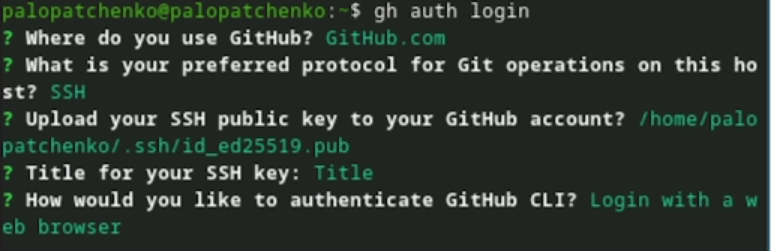 palopatchenko@palopatchenko:~$ gh auth login
? Where do you use GitHub? GitHub.com
? What is your preferred protocol for Git operations on this ho
st? SSH
? Upload your SSH public key to your GitHub account? /home/palo
patchenko/.ssh/id_ed25519.pub
? Title for your SSH key: Title
? How would you like to authenticate GitHub CLI? Login with a w
eb browser